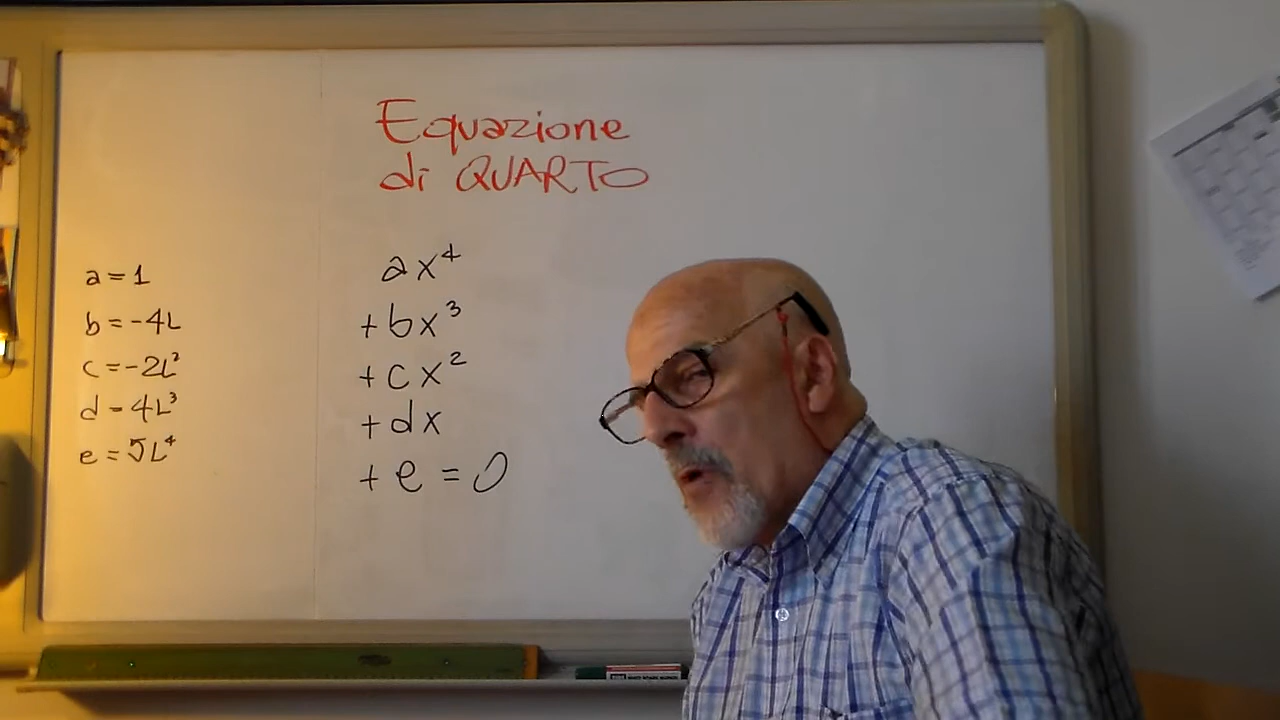 Equazione
di QUARTO
a = 1
b = -4L
c = -2L²
d = 4L³
e = 5L⁴
ax⁴
+ bx³
+ cx²
+ dx
+ e = 0